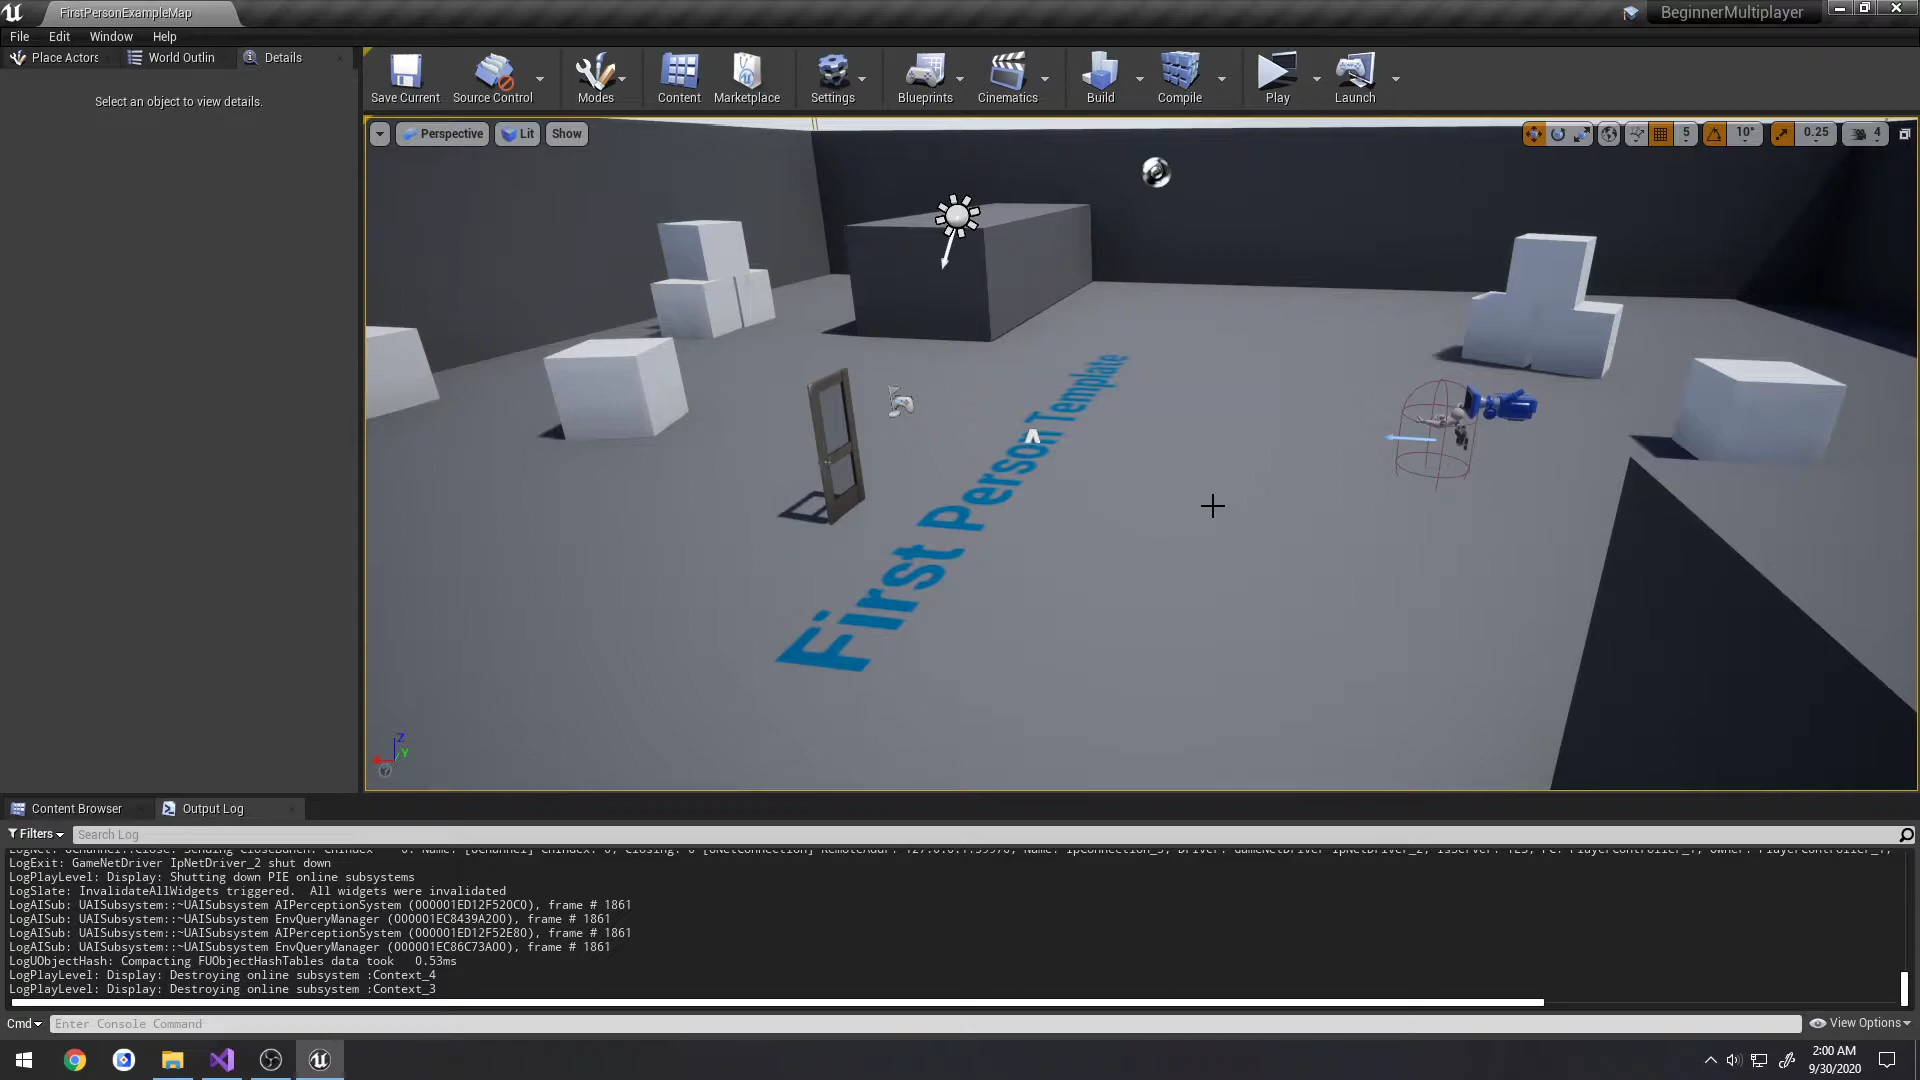 FirstPersonExampleMap
BeginnerMultiplayer
File Edit Window Help
Place Actors World Outlin Details
Select an object to view details.
Save Current Source Control Modes Content Marketplace Settings Blueprints Cinematics Build Compile Play Launch
Perspective Lit Show
5 10° 0.25 4
First Person Template
Z
Y
Content Browser Output Log
Filters Search Log
LogExit: GameNetDriver IpNetDriver_2 shut down
LogPlayLevel: Display: Shutting down PIE online subsystems
LogSlate: InvalidateAllWidgets triggered.  All widgets were invalidated
LogAISub: UAISubsystem::~UAISubsystem AIPerceptionSystem (000001ED12F520C0), frame # 1861
LogAISub: UAISubsystem::~UAISubsystem EnvQueryManager (000001EC8439A200), frame # 1861
LogAISub: UAISubsystem::~UAISubsystem AIPerceptionSystem (000001ED12F52E80), frame # 1861
LogAISub: UAISubsystem::~UAISubsystem EnvQueryManager (000001EC86C73A00), frame # 1861
LogUObjectHash: Compacting FUObjectHashTables data took   0.53ms
LogPlayLevel: Display: Destroying online subsystem :Context_4
LogPlayLevel: Display: Destroying online subsystem :Context_3
Cmd Enter Console Command View Options
2:00 AM
9/30/2020